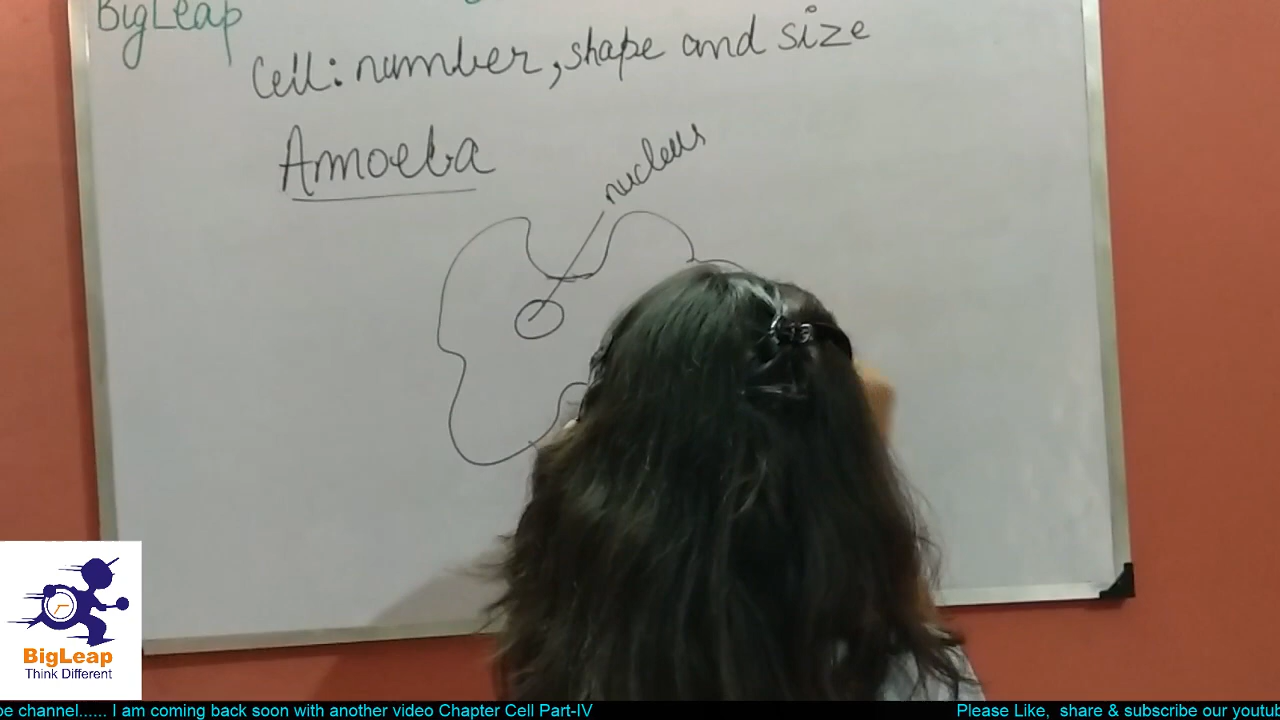 BigLeap
Cell: number, shape and size
Amoeba
nucleus
BigLeap
Think Different
be channel...... I am coming back soon with another video Chapter Cell Part-IV
Please Like, share & subscribe our youtub